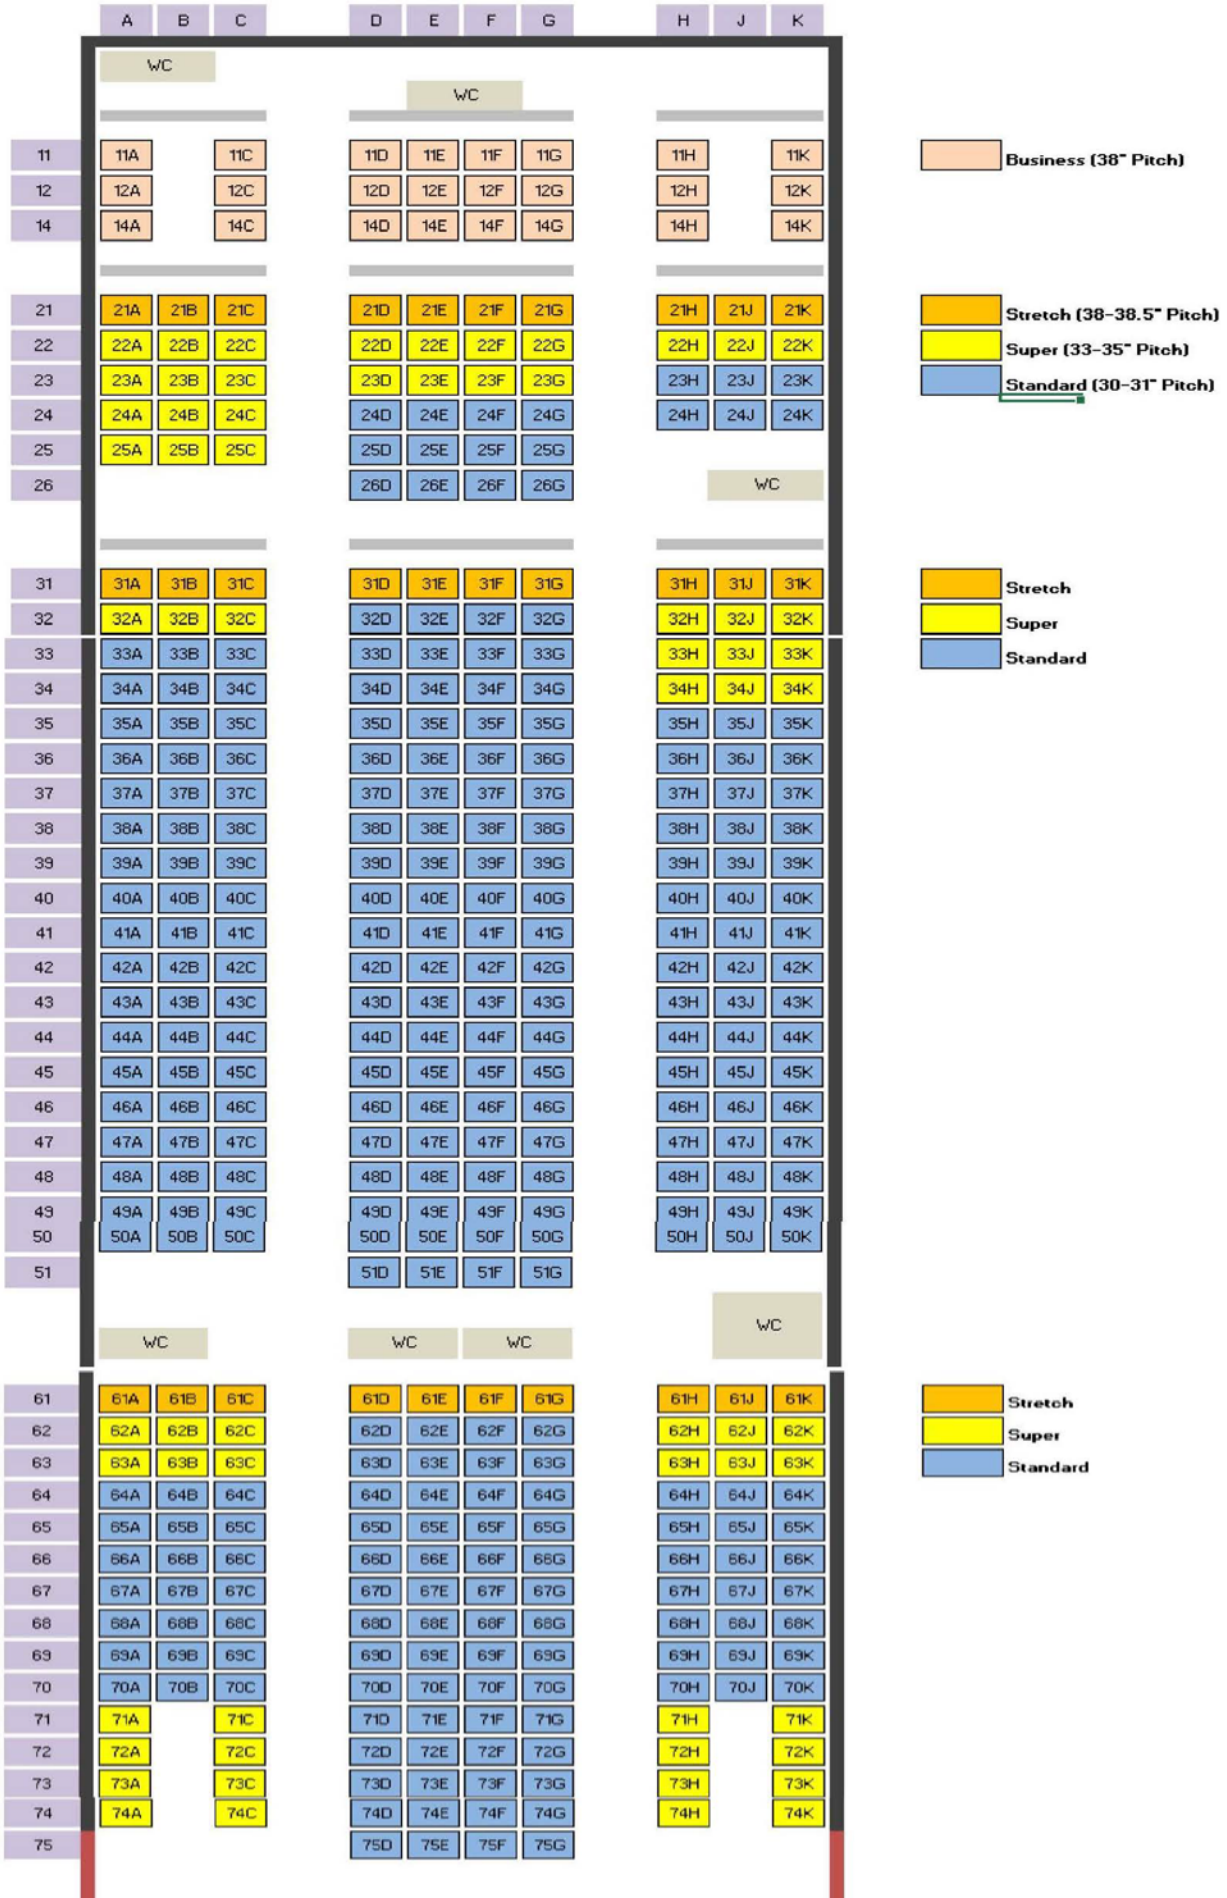 A B C D E F G H J K
WC
WC
11 11A 11C 11D 11E 11F 11G 11H 11K Business (38" Pitch)
12 12A 12C 12D 12E 12F 12G 12H 12K
14 14A 14C 14D 14E 14F 14G 14H 14K
21 21A 21B 21C 21D 21E 21F 21G 21H 21J 21K Stretch (38-38.5" Pitch)
22 22A 22B 22C 22D 22E 22F 22G 22H 22J 22K Super (33-35" Pitch)
23 23A 23B 23C 23D 23E 23F 23G 23H 23J 23K Standard (30-31" Pitch)
24 24A 24B 24C 24D 24E 24F 24G 24H 24J 24K
25 25A 25B 25C 25D 25E 25F 25G
26 26D 26E 26F 26G WC
31 31A 31B 31C 31D 31E 31F 31G 31H 31J 31K Stretch
32 32A 32B 32C 32D 32E 32F 32G 32H 32J 32K Super
33 33A 33B 33C 33D 33E 33F 33G 33H 33J 33K Standard
34 34A 34B 34C 34D 34E 34F 34G 34H 34J 34K
35 35A 35B 35C 35D 35E 35F 35G 35H 35J 35K
36 36A 36B 36C 36D 36E 36F 36G 36H 36J 36K
37 37A 37B 37C 37D 37E 37F 37G 37H 37J 37K
38 38A 38B 38C 38D 38E 38F 38G 38H 38J 38K
39 39A 39B 39C 39D 39E 39F 39G 39H 39J 39K
40 40A 40B 40C 40D 40E 40F 40G 40H 40J 40K
41 41A 41B 41C 41D 41E 41F 41G 41H 41J 41K
42 42A 42B 42C 42D 42E 42F 42G 42H 42J 42K
43 43A 43B 43C 43D 43E 43F 43G 43H 43J 43K
44 44A 44B 44C 44D 44E 44F 44G 44H 44J 44K
45 45A 45B 45C 45D 45E 45F 45G 45H 45J 45K
46 46A 46B 46C 46D 46E 46F 46G 46H 46J 46K
47 47A 47B 47C 47D 47E 47F 47G 47H 47J 47K
48 48A 48B 48C 48D 48E 48F 48G 48H 48J 48K
49 49A 49B 49C 49D 49E 49F 49G 49H 49J 49K
50 50A 50B 50C 50D 50E 50F 50G 50H 50J 50K
51 51D 51E 51F 51G
WC WC WC WC
61 61A 61B 61C 61D 61E 61F 61G 61H 61J 61K Stretch
62 62A 62B 62C 62D 62E 62F 62G 62H 62J 62K Super
63 63A 63B 63C 63D 63E 63F 63G 63H 63J 63K Standard
64 64A 64B 64C 64D 64E 64F 64G 64H 64J 64K
65 65A 65B 65C 65D 65E 65F 65G 65H 65J 65K
66 66A 66B 66C 66D 66E 66F 66G 66H 66J 66K
67 67A 67B 67C 67D 67E 67F 67G 67H 67J 67K
68 68A 68B 68C 68D 68E 68F 68G 68H 68J 68K
69 69A 69B 69C 69D 69E 69F 69G 69H 69J 69K
70 70A 70B 70C 70D 70E 70F 70G 70H 70J 70K
71 71A 71C 71D 71E 71F 71G 71H 71K
72 72A 72C 72D 72E 72F 72G 72H 72K
73 73A 73C 73D 73E 73F 73G 73H 73K
74 74A 74C 74D 74E 74F 74G 74H 74K
75 75D 75E 75F 75G